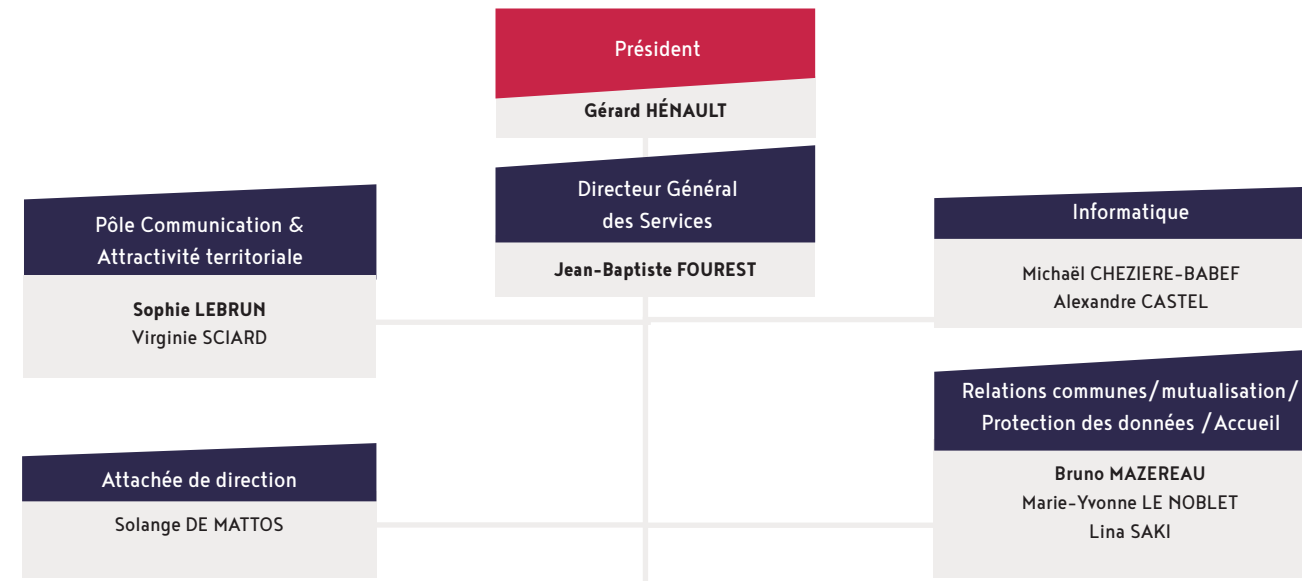 Président
Gérard HÉNAULT
Directeur Général
des Services
Jean-Baptiste FOUREST
Pôle Communication &
Attractivité territoriale
Sophie LEBRUN
Virginie SCIARD
Informatique
Michaël CHEZIERE-BABEF
Alexandre CASTEL
Attachée de direction
Solange DE MATTOS
Relations communes/mutualisation/
Protection des données /Accueil
Bruno MAZEREAU
Marie-Yvonne LE NOBLET
Lina SAKI